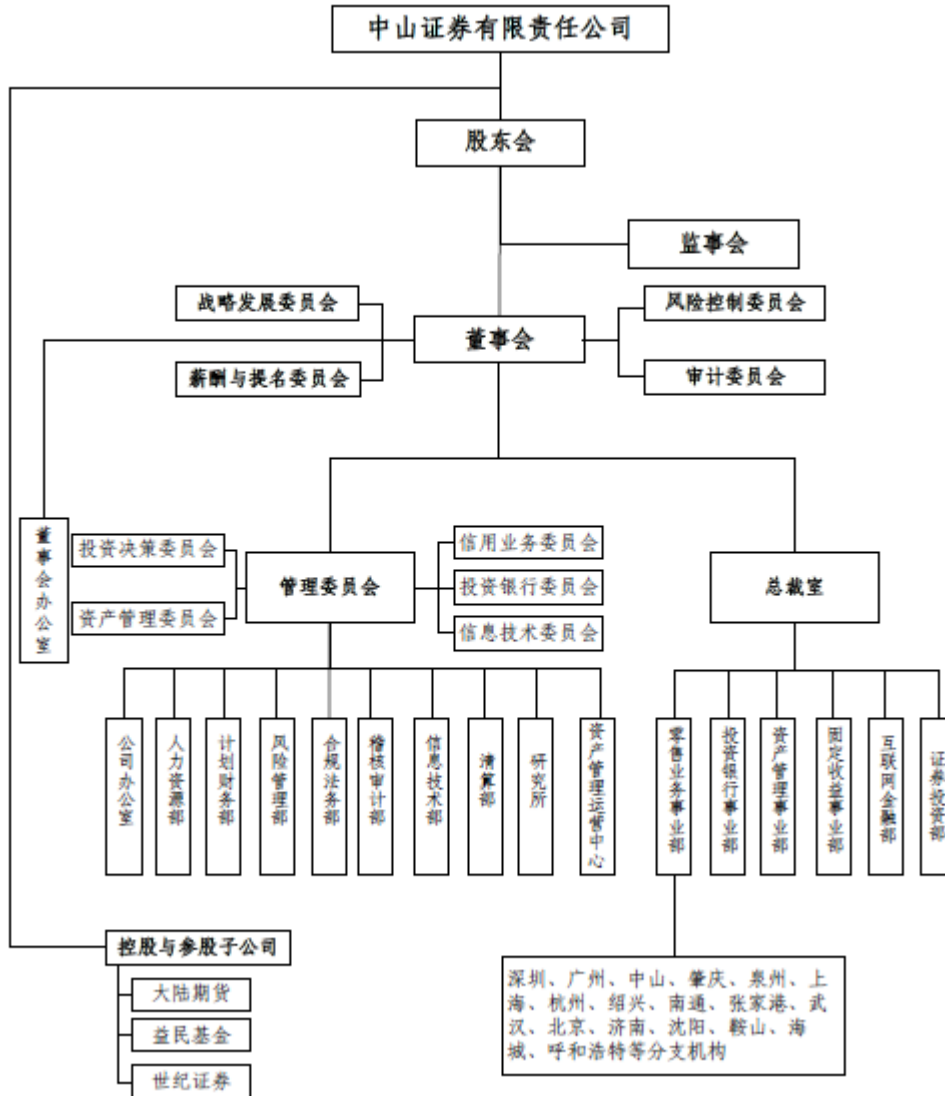 中山证券有限责任公司
股东会
监事会
战略发展委员会
风险控制委员会
董事会
薪酬与提名委员会
审计委员会
董事会办公室
投资决策委员会
资产管理委员会
管理委员会
信用业务委员会
投资银行委员会
信息技术委员会
总裁室
公司办公室
人力资源部
计划财务部
风险管理部
合规法务部
稽核审计部
信息技术部
清算部
研究所
资产管理运营中心
零售业务事业部
投资银行事业部
资产管理事业部
固定收益事业部
互联网金融部
证券投资部
控股与参股子公司
大陆期货
益民基金
世纪证券
深圳、广州、中山、肇庆、泉州、上
海、杭州、绍兴、南通、张家港、武
汉、北京、济南、沈阳、鞍山、海
城、呼和浩特等分支机构